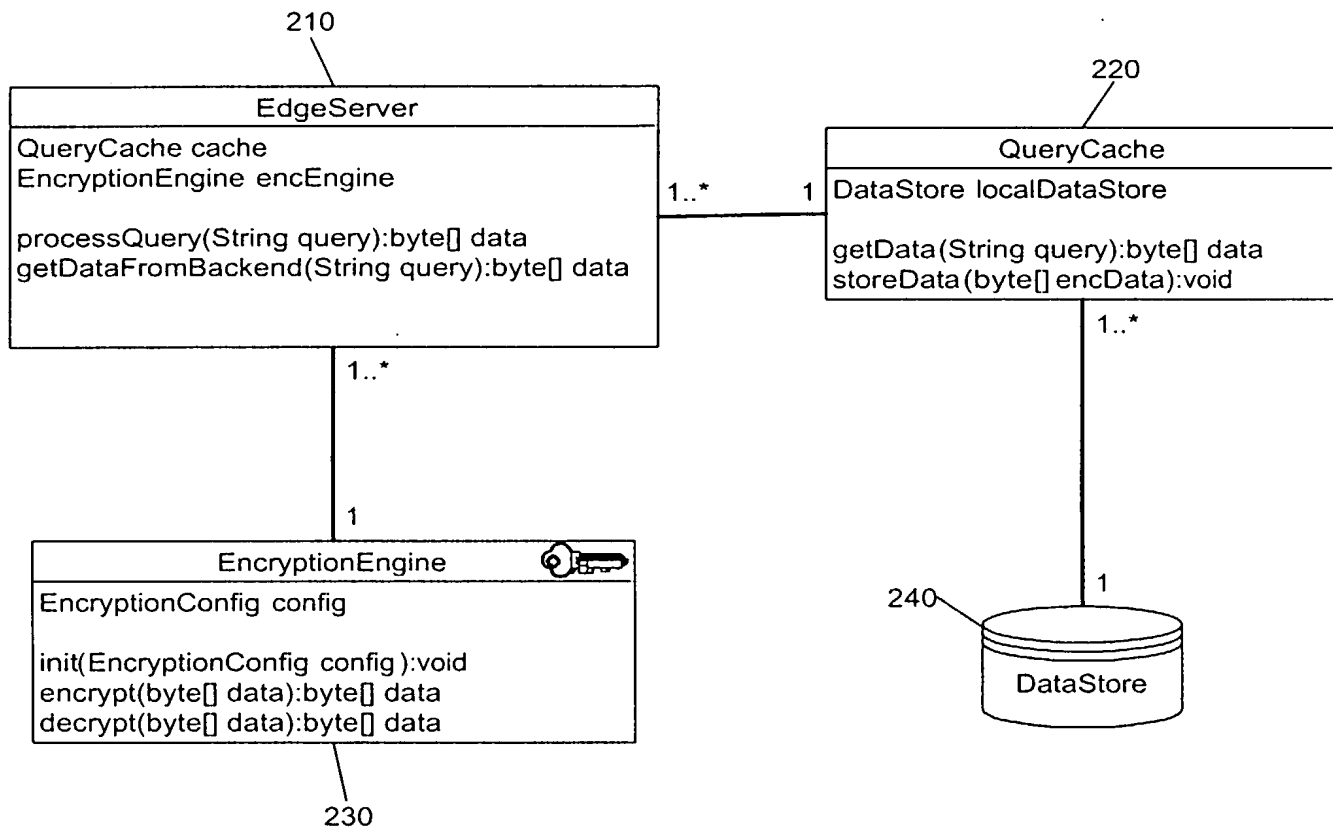 210
EdgeServer
QueryCache cache
EncryptionEngine encEngine
processQuery(String query):byte[] data
getDataFromBackend(String query):byte[] data
1..*
1
220
QueryCache
DataStore localDataStore
getData(String query):byte[] data
storeData(byte[] encData):void
1..*
1..*
1
EncryptionEngine
EncryptionConfig config
init(EncryptionConfig config):void
encrypt(byte[] data):byte[] data
decrypt(byte[] data):byte[] data
230
1
240
DataStore